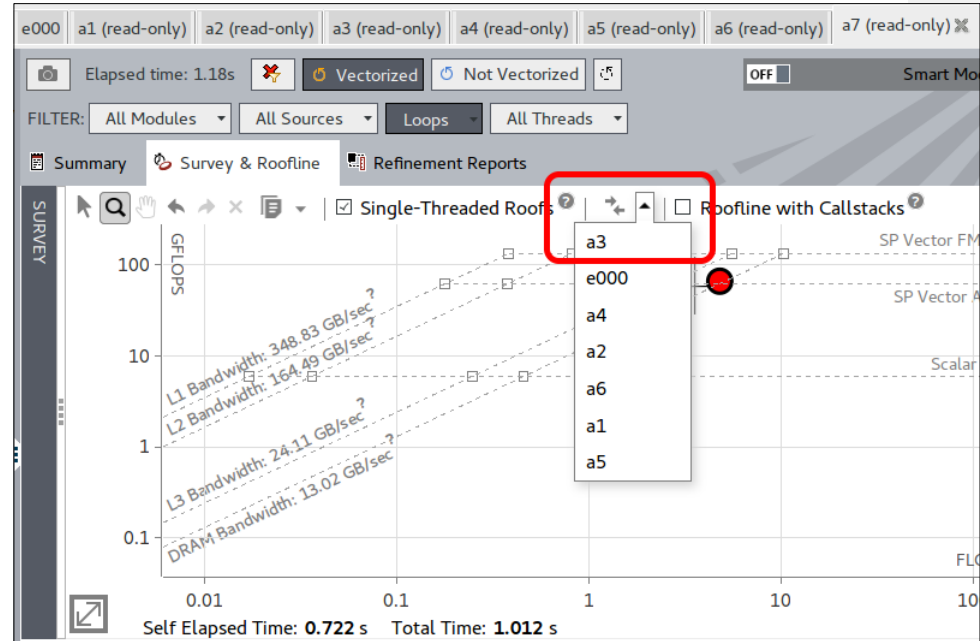 e000 a1 (read-only) a2 (read-only) a3 (read-only) a4 (read-only) a5 (read-only) a6 (read-only) a7 (read-only)
Elapsed time: 1.18s Vectorized Not Vectorized OFF Smart Mo
FILTER: All Modules All Sources Loops All Threads
Summary Survey & Roofline Refinement Reports
SURVEY
Single-Threaded Roofs ? Roofline with Callstacks ?
a3
e000
a4
a2
a6
a1
a5
GFLOPS
100
10
1
0.1
SP Vector FM
SP Vector A
Scalar
L1 Bandwidth: 348.83 GB/sec ?
L2 Bandwidth: 164.49 GB/sec ?
L3 Bandwidth: 24.11 GB/sec ?
DRAM Bandwidth: 13.02 GB/sec ?
FLO
0.01 0.1 1 10 10
Self Elapsed Time: 0.722 s Total Time: 1.012 s